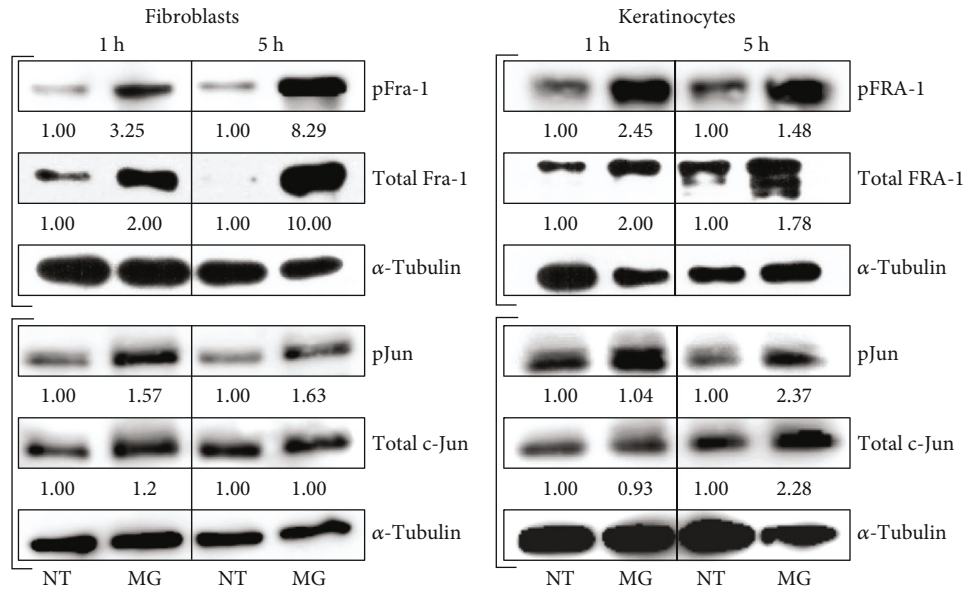 Fibroblasts
1 h 5 h
pFra-1
1.00 3.25 1.00 8.29
Total Fra-1
1.00 2.00 1.00 10.00
α-Tubulin
pJun
1.00 1.57 1.00 1.63
Total c-Jun
1.00 1.2 1.00 1.00
α-Tubulin
NT MG NT MG
Keratinocytes
1 h 5 h
pFRA-1
1.00 2.45 1.00 1.48
Total FRA-1
1.00 2.00 1.00 1.78
α-Tubulin
pJun
1.00 1.04 1.00 2.37
Total c-Jun
1.00 0.93 1.00 2.28
α-Tubulin
NT MG NT MG